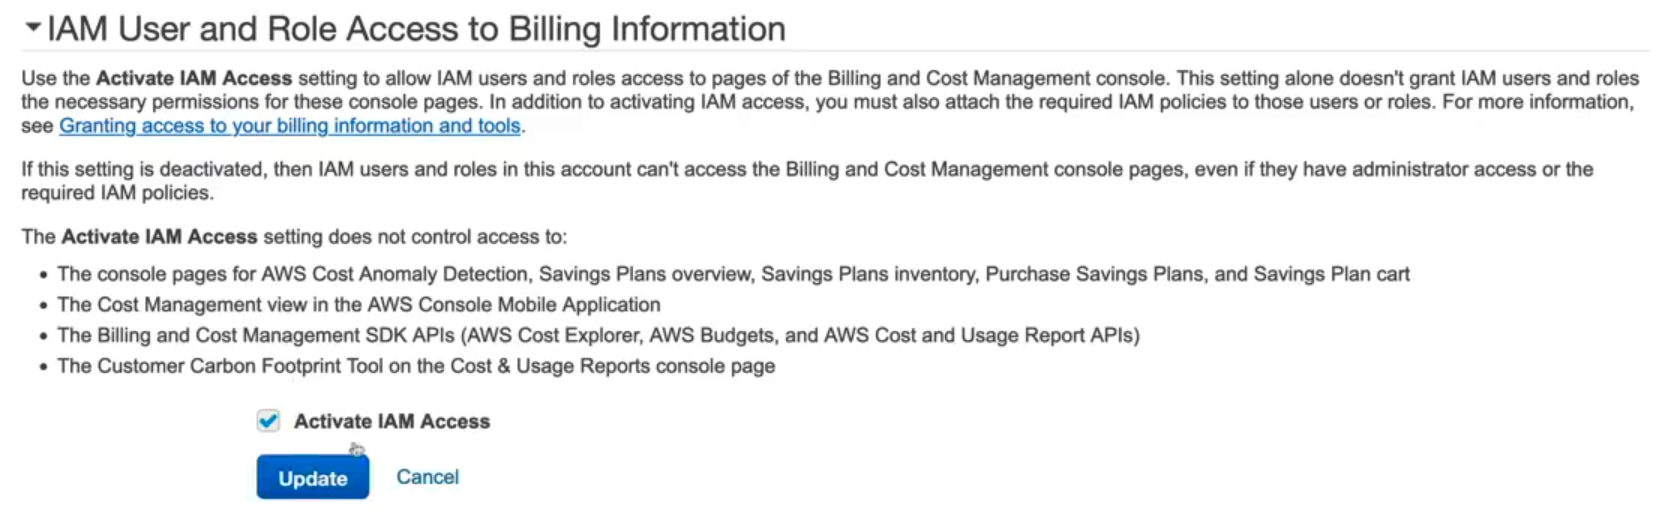 IAM User and Role Access to Billing Information
Use the Activate IAM Access setting to allow IAM users and roles access to pages of the Billing and Cost Management console. This setting alone doesn't grant IAM users and roles
the necessary permissions for these console pages. In addition to activating IAM access, you must also attach the required IAM policies to those users or roles. For more information,
see Granting access to your billing information and tools.
If this setting is deactivated, then IAM users and roles in this account can't access the Billing and Cost Management console pages, even if they have administrator access or the
required IAM policies.
The Activate IAM Access setting does not control access to:
• The console pages for AWS Cost Anomaly Detection, Savings Plans overview, Savings Plans inventory, Purchase Savings Plans, and Savings Plan cart
• The Cost Management view in the AWS Console Mobile Application
• The Billing and Cost Management SDK APIs (AWS Cost Explorer, AWS Budgets, and AWS Cost and Usage Report APIs)
• The Customer Carbon Footprint Tool on the Cost & Usage Reports console page
Activate IAM Access
Update Cancel